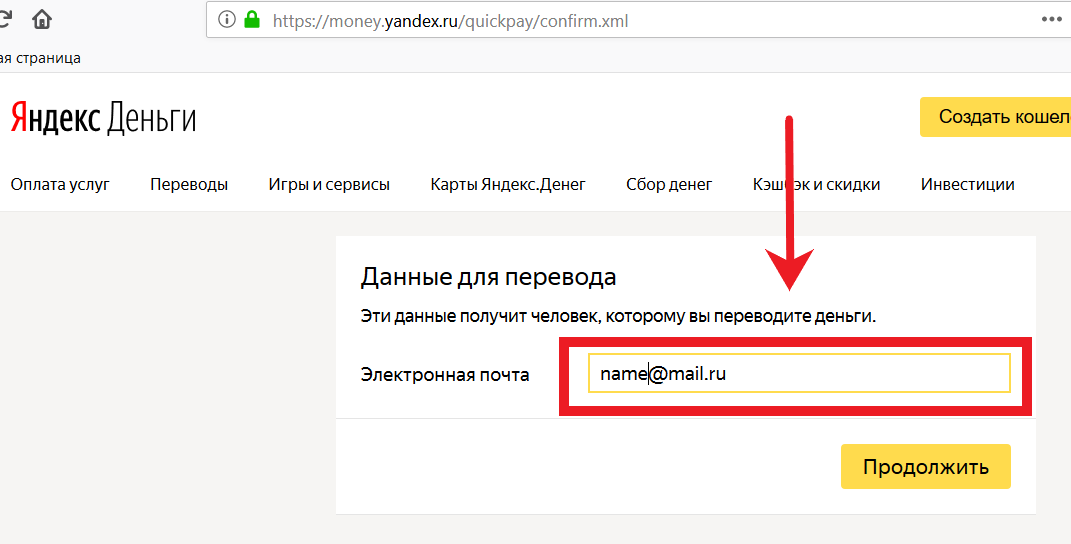 https://money.yandex.ru/quickpay/confirm.xml
ая страница
Яндекс Деньги
Создать кошел
Оплата услуг Переводы Игры и сервисы Карты Яндекс.Денег Сбор денег Кэшбэк и скидки Инвестиции
Данные для перевода
Эти данные получит человек, которому вы переводите деньги.
Электронная почта name@mail.ru
Продолжить